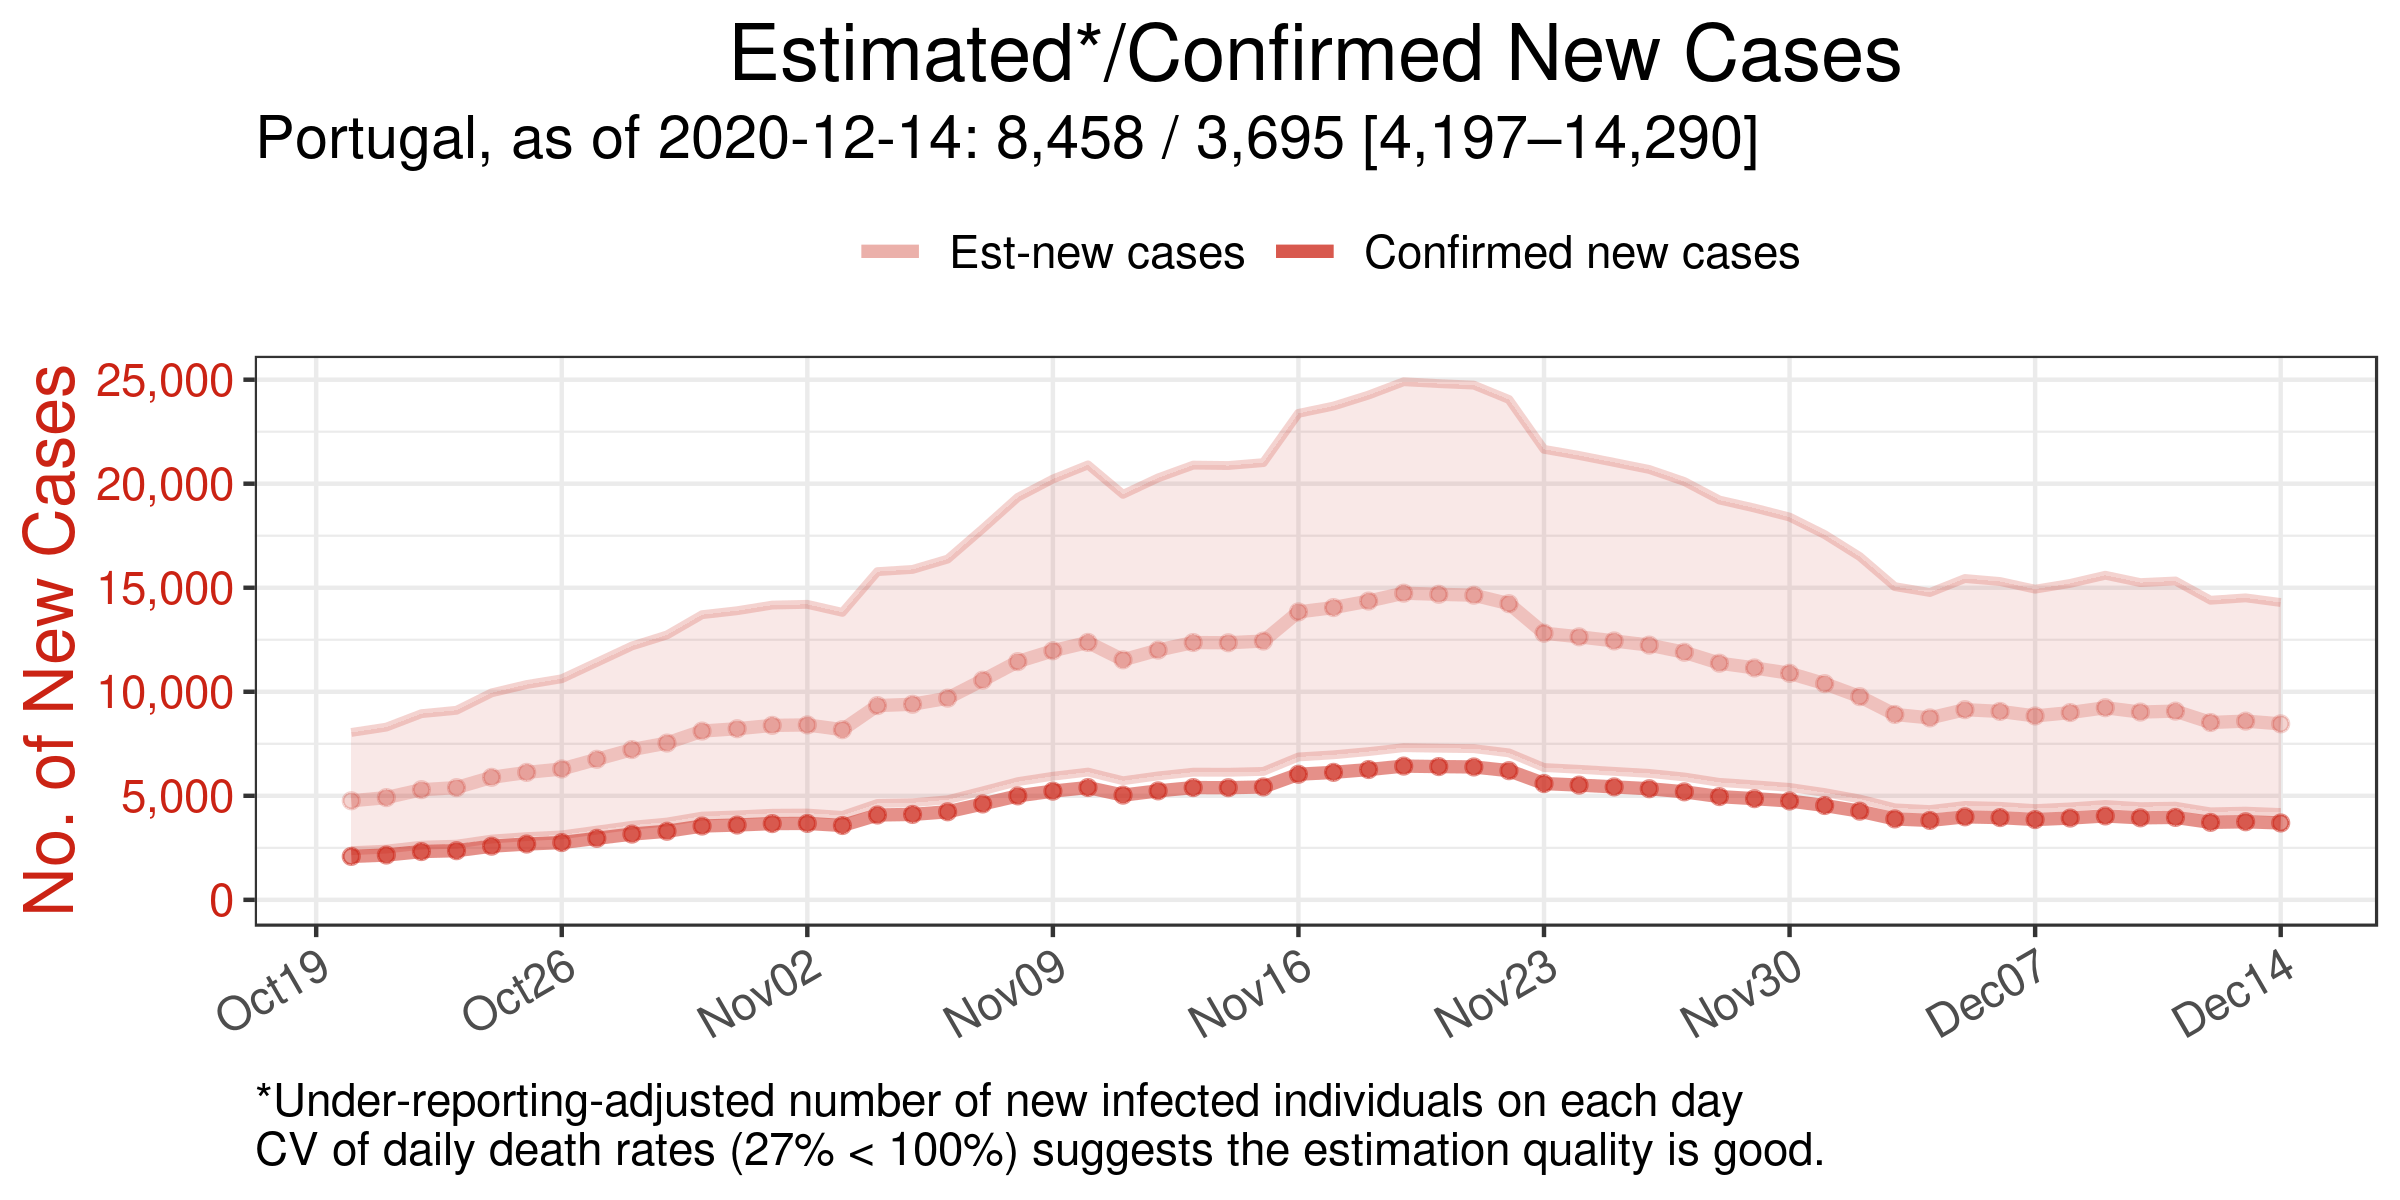 Estimated*/Confirmed New Cases
Portugal, as of 2020-12-14: 8,458 / 3,695 [4,197–14,290]
Est-new cases Confirmed new cases
No. of New Cases
25,000
20,000
15,000
10,000
5,000
0
Oct19 Oct26 Nov02 Nov09 Nov16 Nov23 Nov30 Dec07 Dec14
*Under-reporting-adjusted number of new infected individuals on each day
CV of daily death rates (27% < 100%) suggests the estimation quality is good.